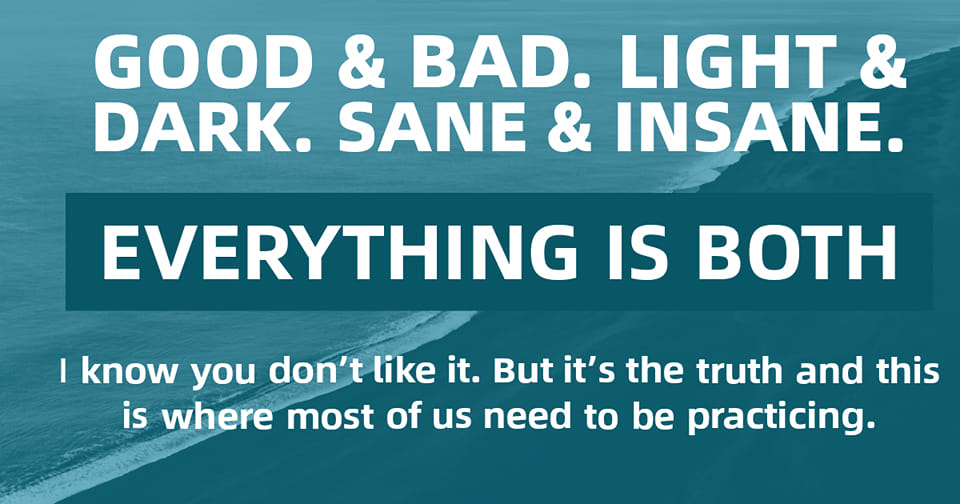 GOOD & BAD. LIGHT &
DARK. SANE & INSANE.
EVERYTHING IS BOTH
I know you don’t like it. But it’s the truth and this
is where most of us need to be practicing.